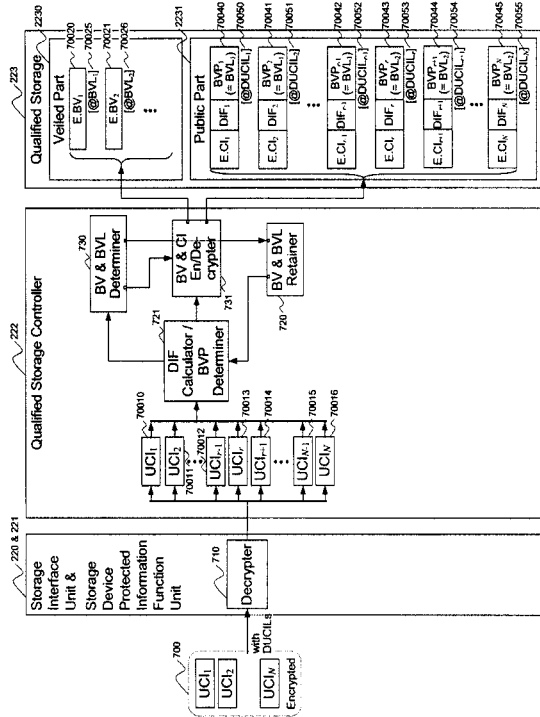 220 & 221
Storage
Interface
Unit &
Storage
Device
Protected
Information
Function
Unit
700
UCI1
UCI2
UCIN
Encrypted
with
DUCILs
710
Decrypter
222
Qualified Storage Controller
UCI1
70010
UCI2
70011
UCIr-1
70012
UCIr
70013
UCIr+1
70014
UCIN-1
70015
UCIN
70016
721
DIF
Calculator /
BVP
Determiner
730
BV & BVL
Determiner
BV & CI
En/De-
crypter
731
BV & BVL
Retainer
720
223
Qualified Storage
2230
Veiled Part
E.BV1
70020
[@BVL1]
70025
E.BV2
70021
[@BVL2]
70026
2231
Public Part
E.CI1 DIF1 BVP1 (= BVL1)
70040
[@DUCIL1]
70050
E.CI2 DIF2 BVP2 (= BVL1)
70041
[@DUCIL2]
70051
E.CIr-1 DIFr-1 BVPr-1 (= BVL1)
70042
[@DUCILr-1]
70052
E.CIr DIFr BVPr (= BVL2)
70043
[@DUCILr]
70053
E.CIr+1 DIFr+1 BVPr+1 (= BVL2)
70044
[@DUCILr+1]
70054
E.CIN DIFN BVPN (= BVL2)
70045
[@DUCILN]
70055